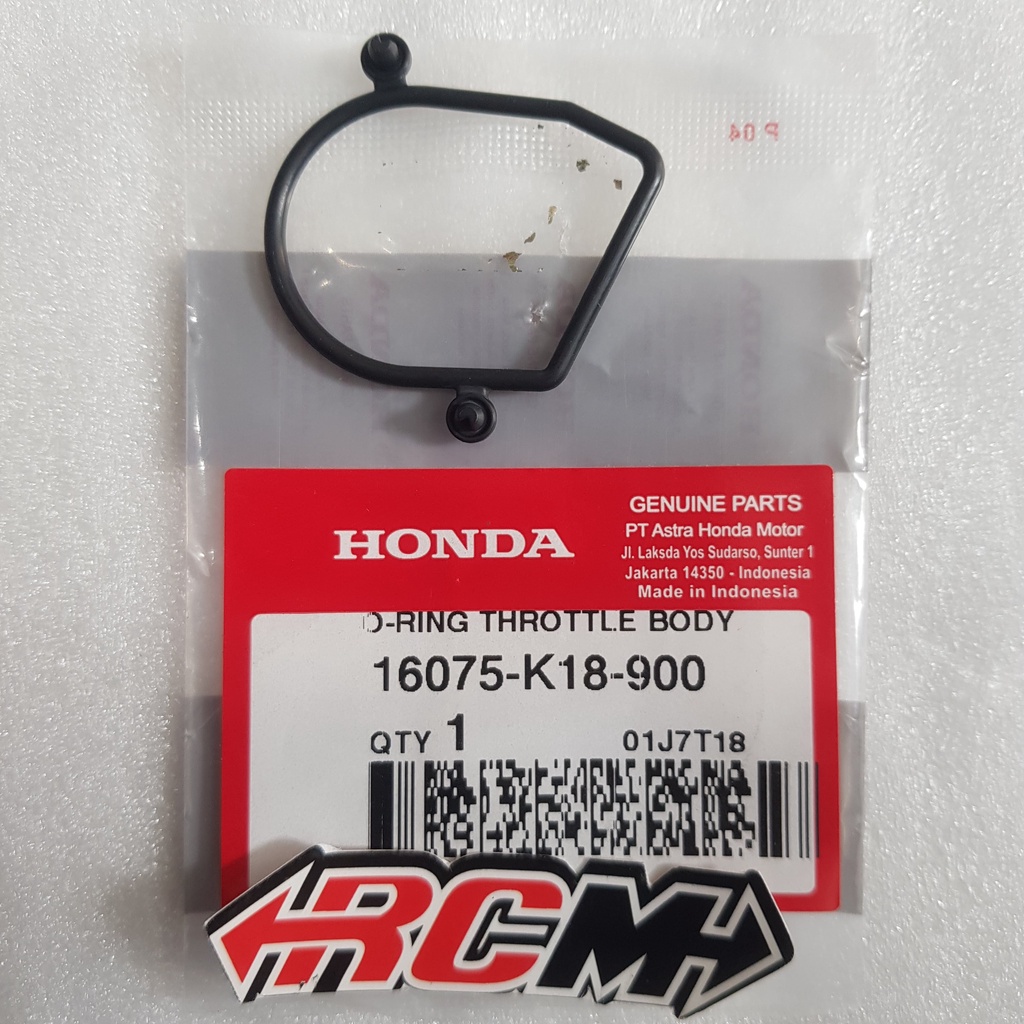 P 04
HONDA
GENUINE PARTS
PT Astra Honda Motor
Jl. Laksda Yos Sudarso, Sunter 1
Jakarta 14350 - Indonesia
Made in Indonesia
O-RING THROTTLE BODY
16075-K18-900
QTY 1 01J7T18
RCM